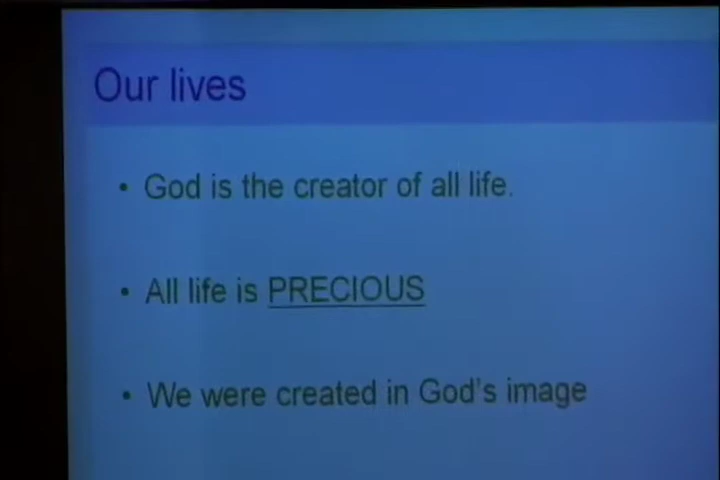 Our lives
• God is the creator of all life.
• All life is PRECIOUS
• We were created in God's image